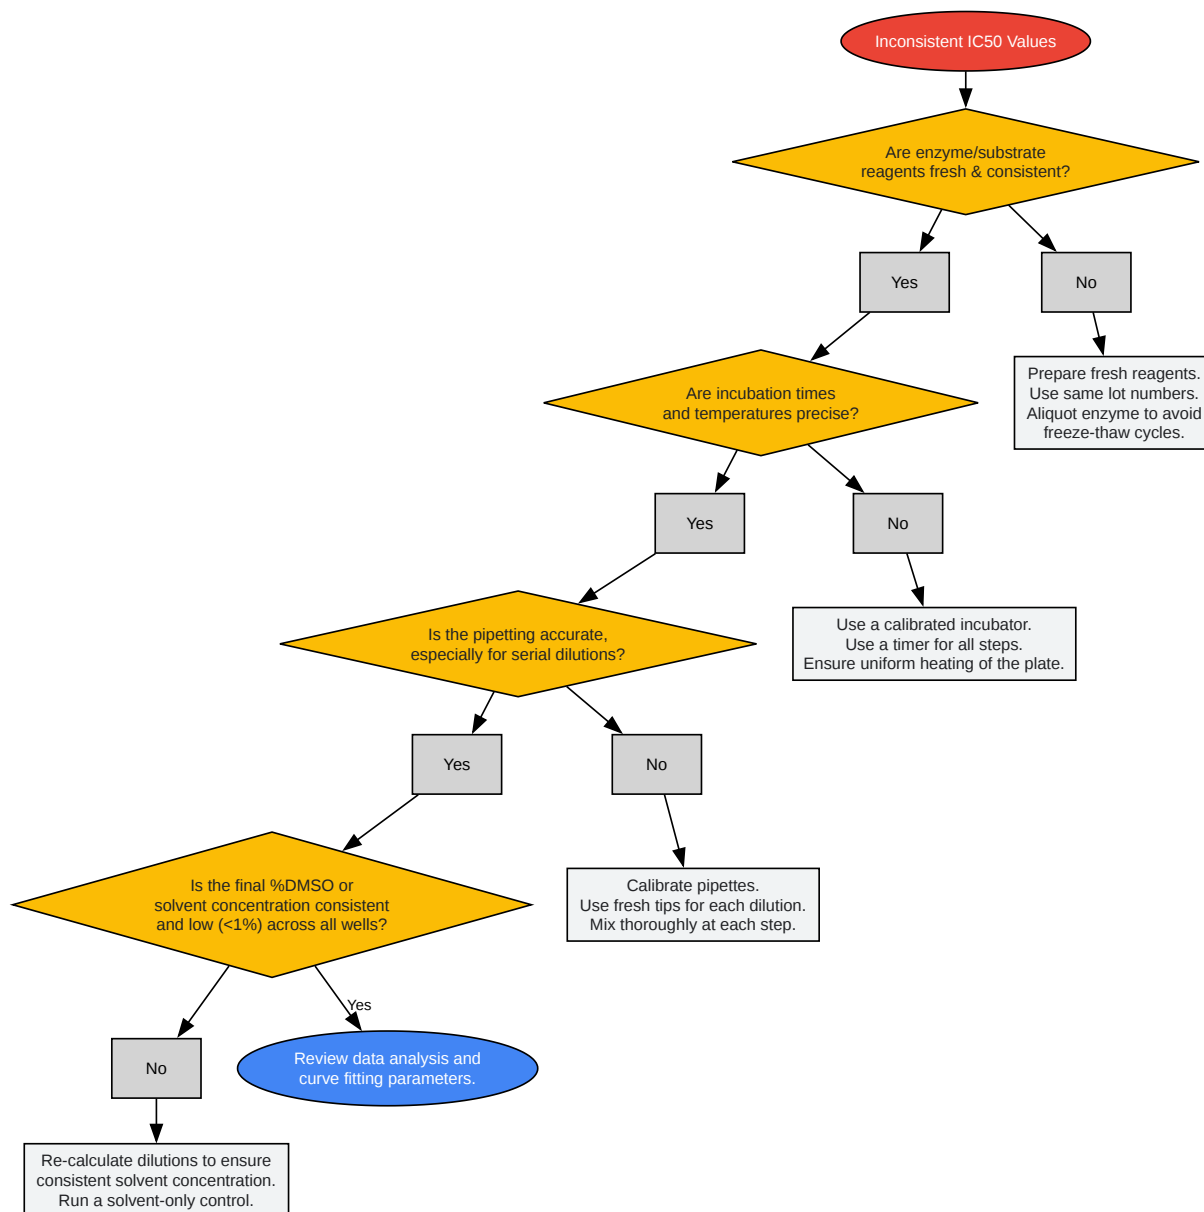 Inconsistent IC50 Values
Are enzyme/substrate
reagents fresh & consistent?
Yes
No
Prepare fresh reagents.
Use same lot numbers.
Aliquot enzyme to avoid
freeze-thaw cycles.
Are incubation times
and temperatures precise?
Yes
No
Use a calibrated incubator.
Use a timer for all steps.
Ensure uniform heating of the plate.
Is the pipetting accurate,
especially for serial dilutions?
Yes
No
Calibrate pipettes.
Use fresh tips for each dilution.
Mix thoroughly at each step.
Is the final %DMSO or
solvent concentration consistent
and low (<1%) across all wells?
Yes
No
Review data analysis and
curve fitting parameters.
Re-calculate dilutions to ensure
consistent solvent concentration.
Run a solvent-only control.